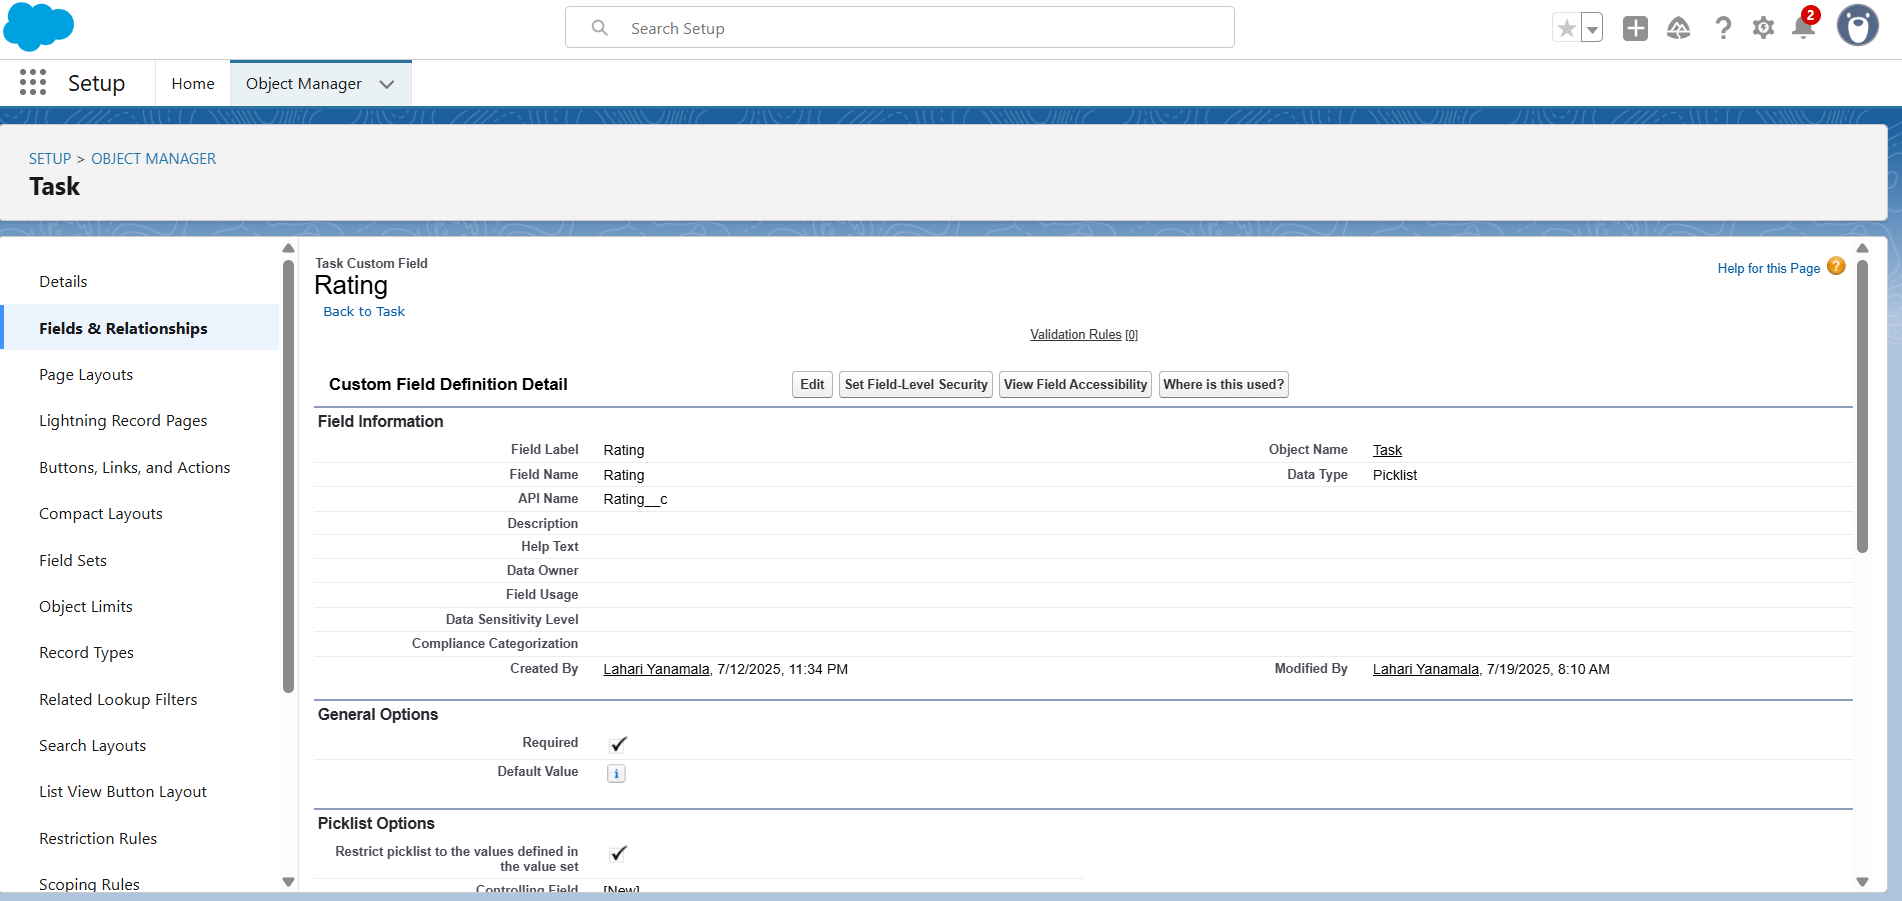 Search Setup
2
Setup
Home
Object Manager
SETUP > OBJECT MANAGER
Task
Details
Fields & Relationships
Page Layouts
Lightning Record Pages
Buttons, Links, and Actions
Compact Layouts
Field Sets
Object Limits
Record Types
Related Lookup Filters
Search Layouts
List View Button Layout
Restriction Rules
Scoping Rules
Task Custom Field
Rating
Back to Task
Help for this Page ?
Validation Rules [0]
Custom Field Definition Detail
Edit
Set Field-Level Security
View Field Accessibility
Where is this used?
Field Information
Field Label Rating Object Name Task
Field Name Rating Data Type Picklist
API Name Rating__c
Description
Help Text
Data Owner
Field Usage
Data Sensitivity Level
Compliance Categorization
Created By Lahari Yanamala, 7/12/2025, 11:34 PM Modified By Lahari Yanamala, 7/19/2025, 8:10 AM
General Options
Required
Default Value i
Picklist Options
Restrict picklist to the values defined in
the value set
Controlling Field [New]